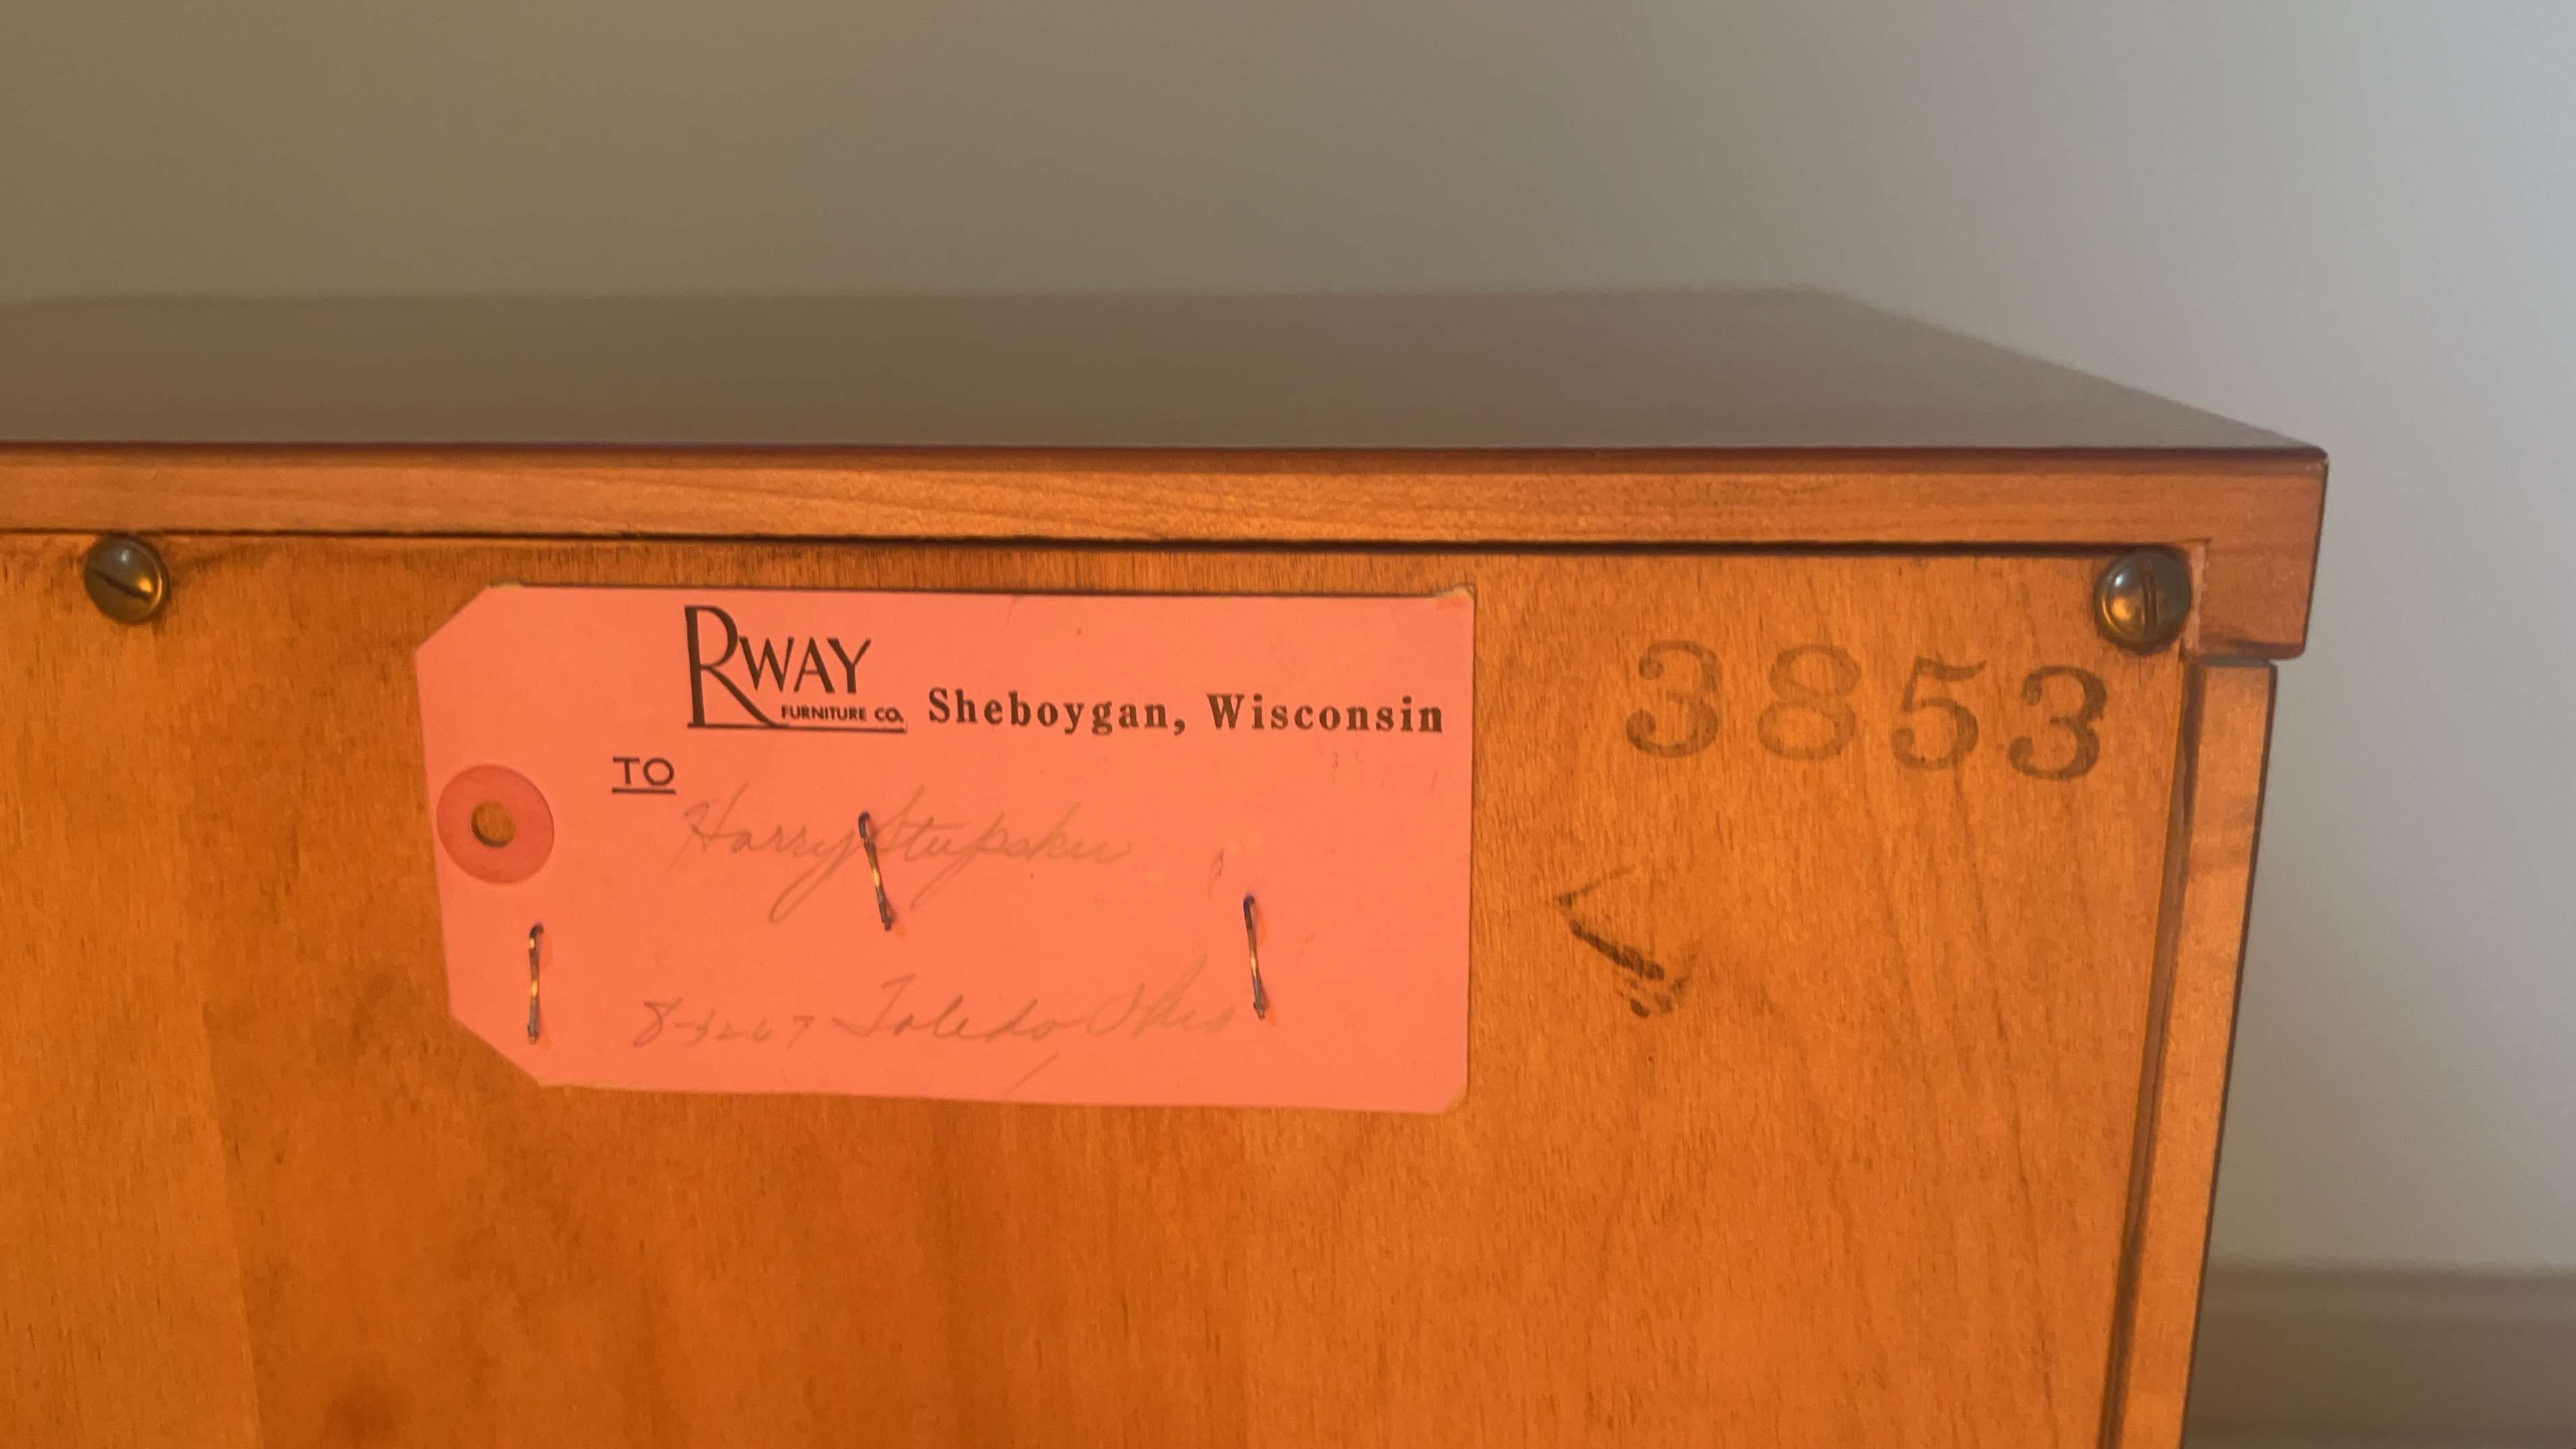 RWAY
FURNITURE CO. Sheboygan, Wisconsin
3853
TO
Harry
Toledo Ohio